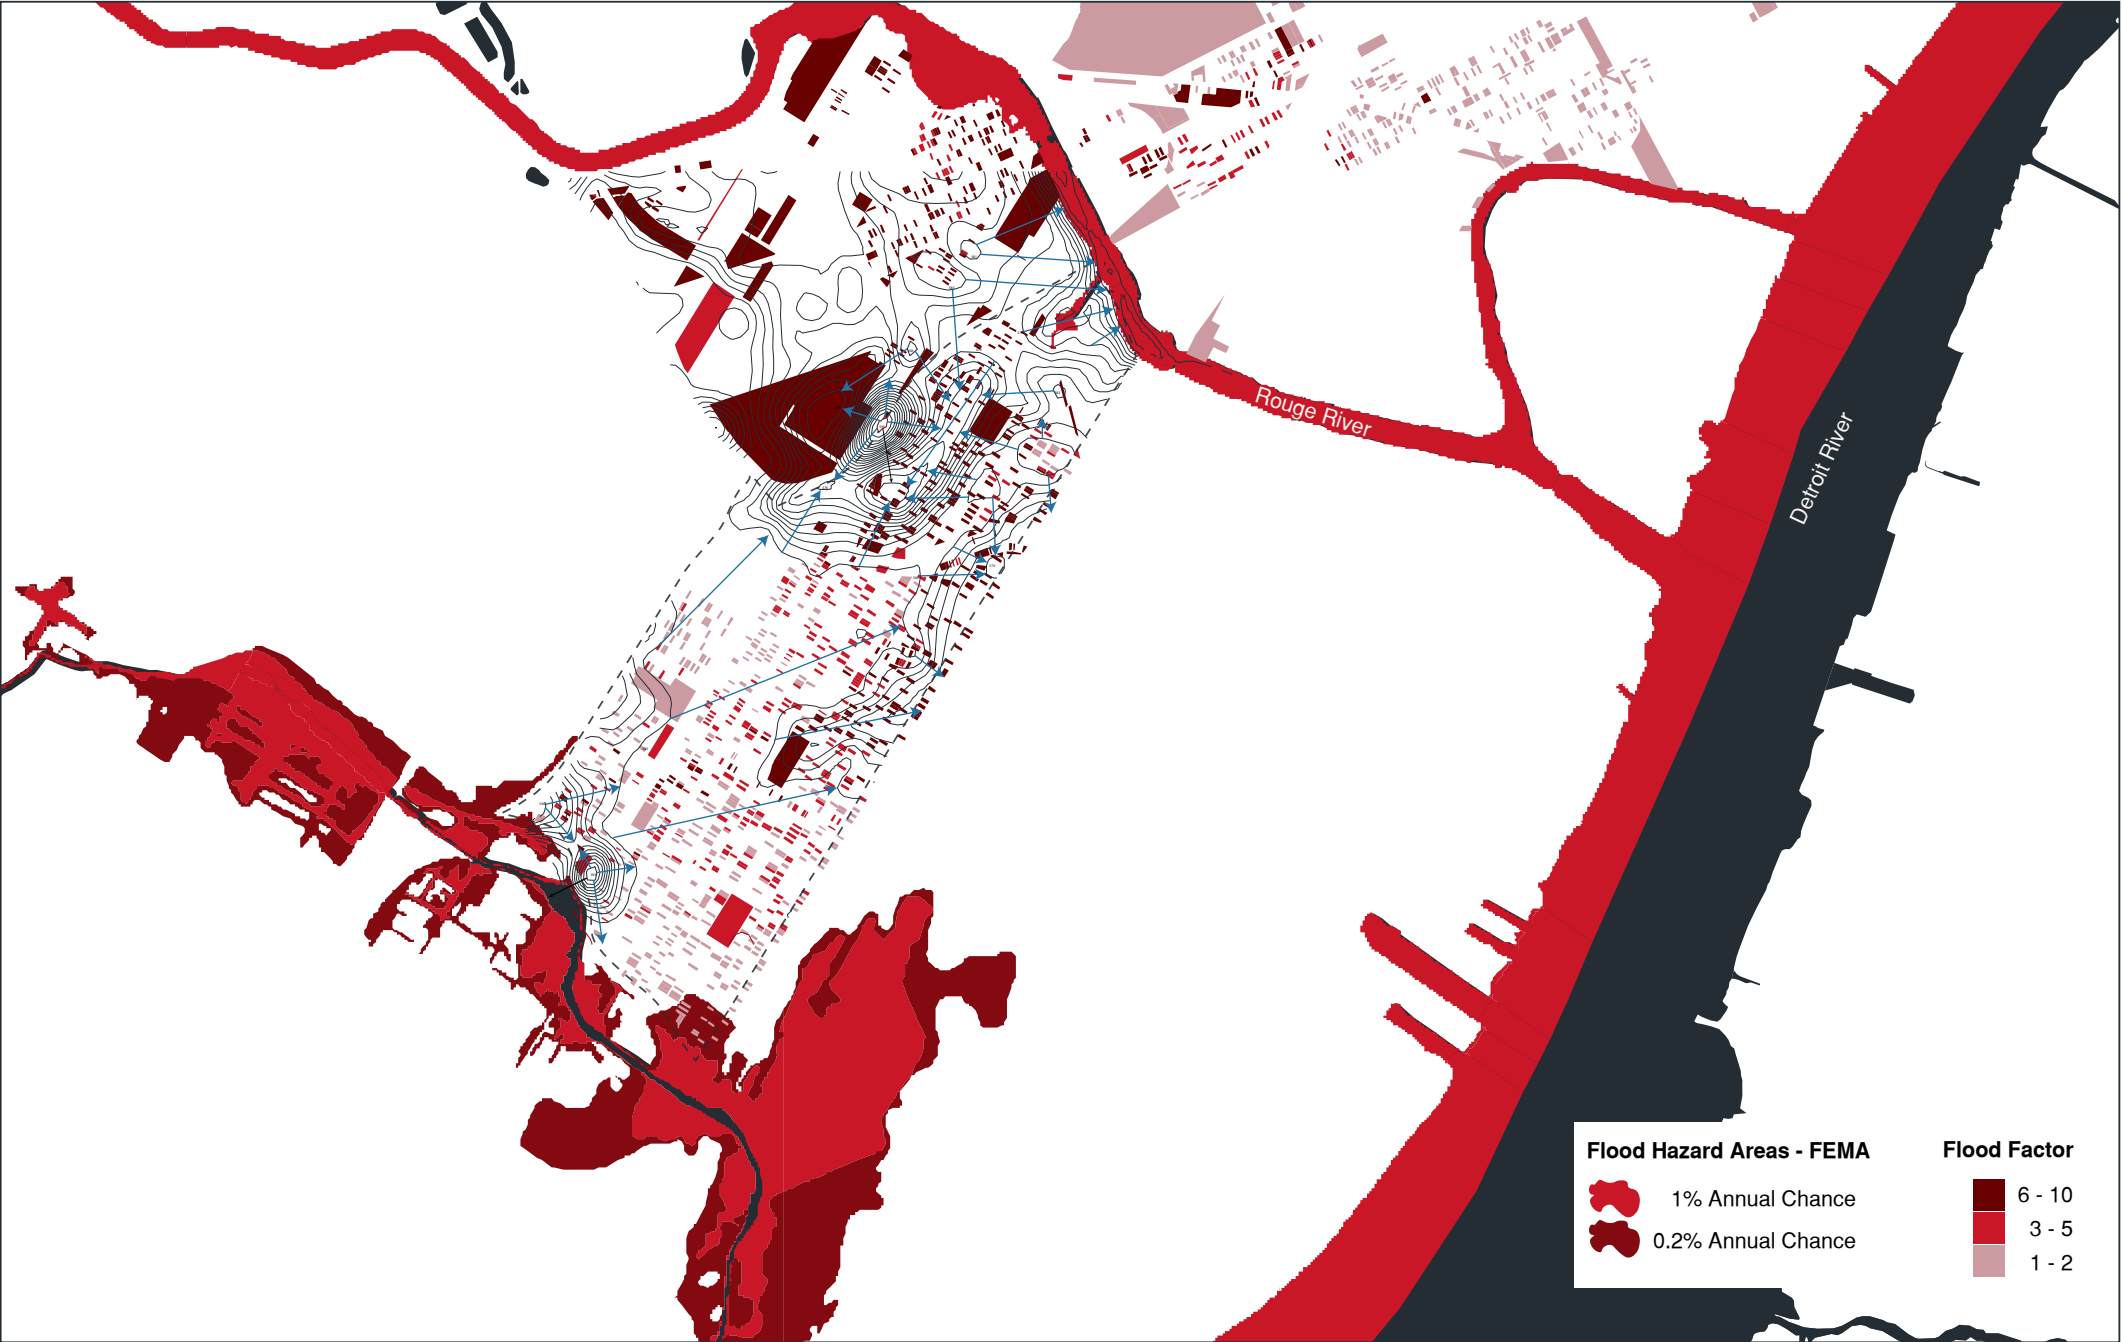 Rouge River
Detroit River
Flood Hazard Areas - FEMA
1% Annual Chance
0.2% Annual Chance
Flood Factor
6 - 10
3 - 5
1 - 2